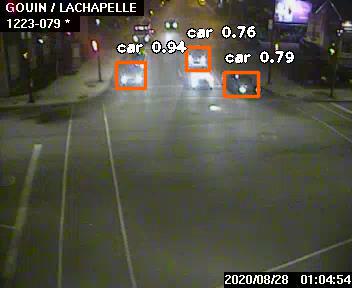 GOUIN / LACHAPELLE
1223-079 *
car 0.76
car 0.94
car 0.79
2020/08/28 01:04:54